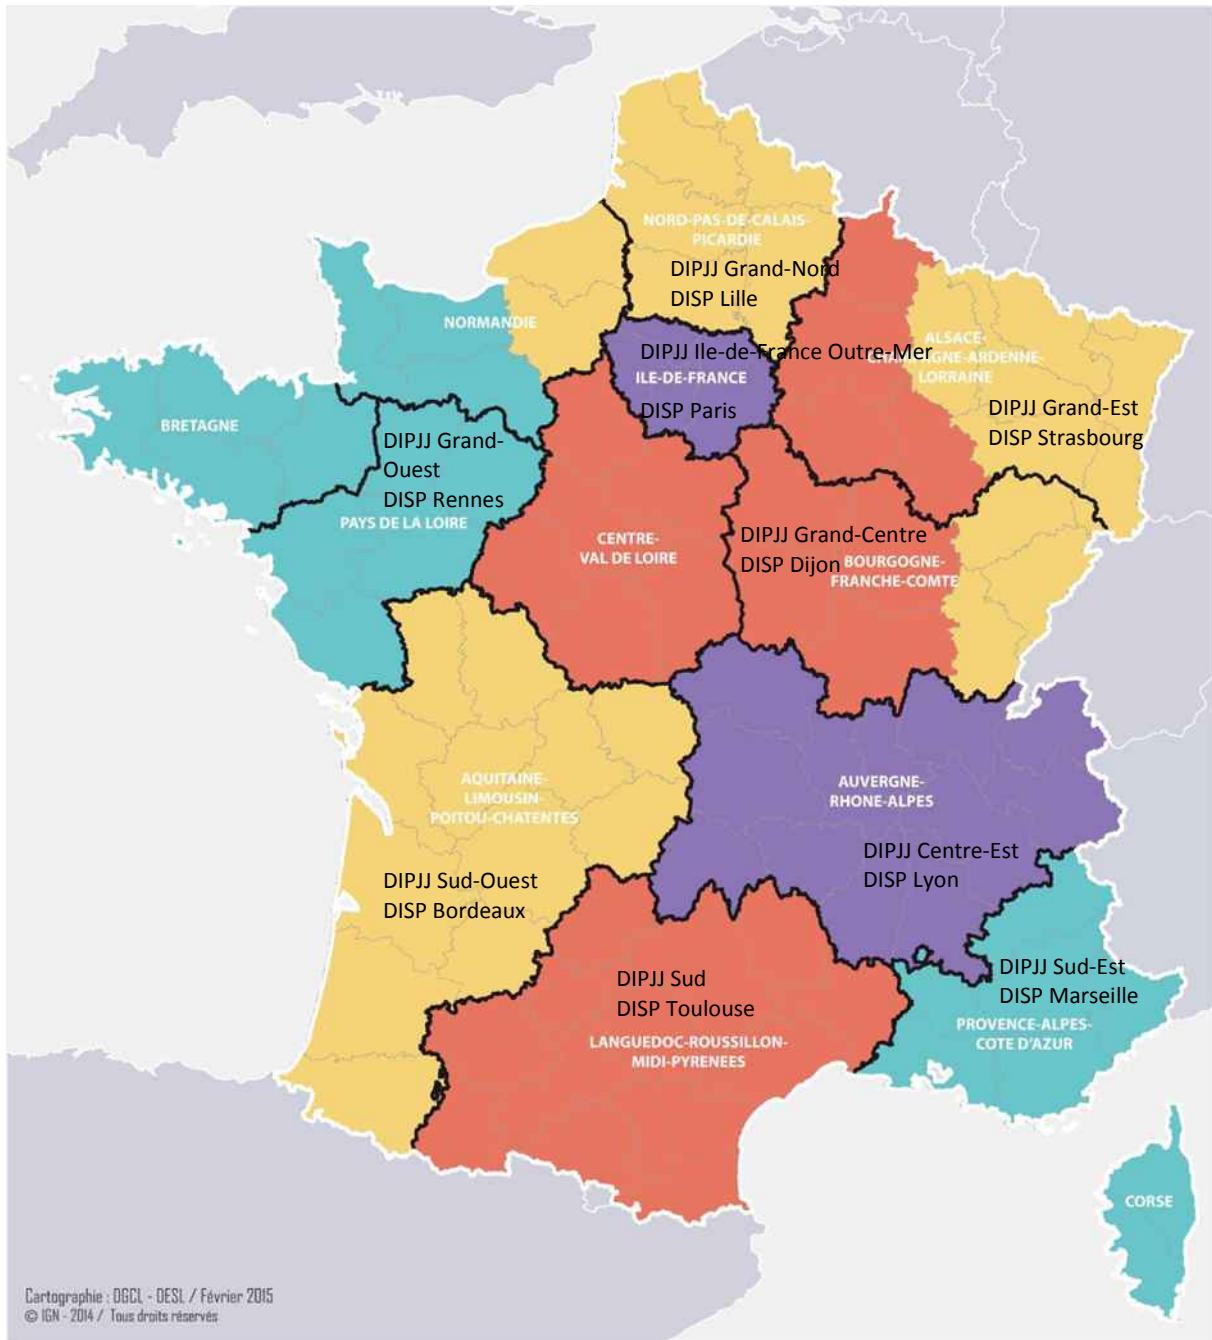 NORD-PAS-DE-CALAIS-
PICARDIE
DIPJJ Grand-Nord
DISP Lille
NORMANDIE
DIPJJ Ile-de-France Outre-Mer
ILE-DE-FRANCE
DISP Paris
ALSACE-
CHAMPAGNE-ARDENNE-
LORRAINE
DIPJJ Grand-Est
DISP Strasbourg
BRETAGNE
DIPJJ Grand-
Ouest
DISP Rennes
PAYS DE LA LOIRE
CENTRE-
VAL DE LOIRE
DIPJJ Grand-Centre
DISP Dijon
BOURGOGNE-
FRANCHE-COMTE
AQUITAINE-
LIMOUSIN-
POITOU-CHATENTES
DIPJJ Sud-Ouest
DISP Bordeaux
AUVERGNE-
RHONE-ALPES
DIPJJ Centre-Est
DISP Lyon
DIPJJ Sud
DISP Toulouse
LANGUEDOC-ROUSSILLON-
MIDI-PYRENEES
DIPJJ Sud-Est
DISP Marseille
PROVENCE-ALPES-
COTE D'AZUR
CORSE
Cartographie : DGCL - DESL / Février 2015
© IGN - 2014 / Tous droits réservés